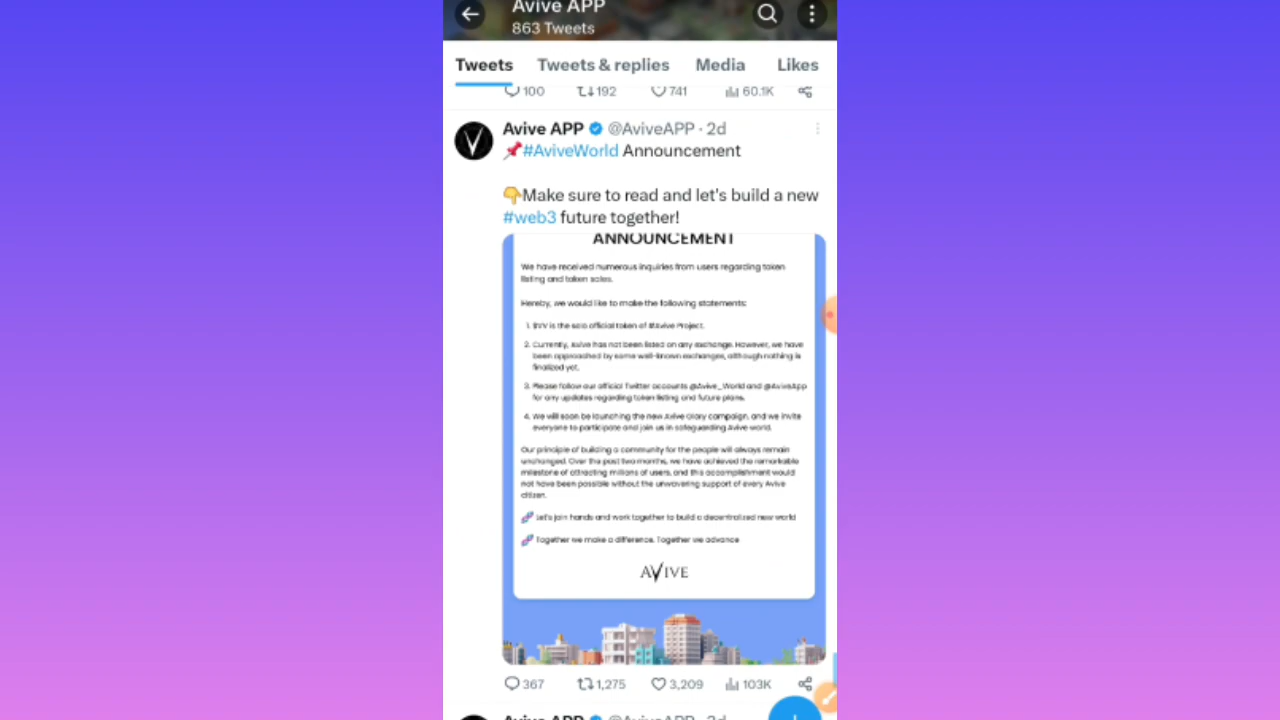 Avive APP
863 Tweets
Tweets Tweets & replies Media Likes
100 192 741 60.1K
Avive APP @AviveAPP · 2d
#AviveWorld Announcement
Make sure to read and let's build a new
#web3 future together!
ANNOUNCEMENT
We have received numerous inquiries from users regarding token
listing and token sales.
Hereby, we would like to make the following statements:
1. $VV is the sole official token of #Avive Project.
2. Currently, Avive has not been listed on any exchange. However, we have
been approached by some well-known exchanges, although nothing is
finalized yet.
3. Please follow our official Twitter accounts @Avive_World and @AviveApp
for any updates regarding token listing and future plans.
4. We will soon be launching the new Avive Glory campaign, and we invite
everyone to participate and join us in safeguarding Avive world.
Our principle of building a community for the people will always remain
unchanged. Over the past two months, we have achieved the remarkable
milestone of attracting millions of users, and this accomplishment would
not have been possible without the unwavering support of every Avive
citizen.
Let's join hands and work together to build a decentralized new world
Together we make a difference. Together we advance
AVIVE
367 1,275 3,209 103K
Avive APP @AviveAPP · 2d